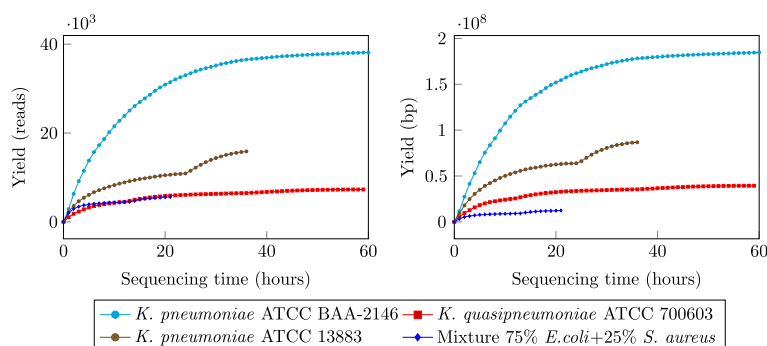 ·10³
40
20
0
0 20 40 60
Yield (reads)
Sequencing time (hours)
·10⁸
2
1.5
1
0.5
0
0 20 40 60
Yield (bp)
Sequencing time (hours)
K. pneumoniae ATCC BAA-2146
K. quasipneumoniae ATCC 700603
K. pneumoniae ATCC 13883
Mixture 75% E.coli+25% S. aureus